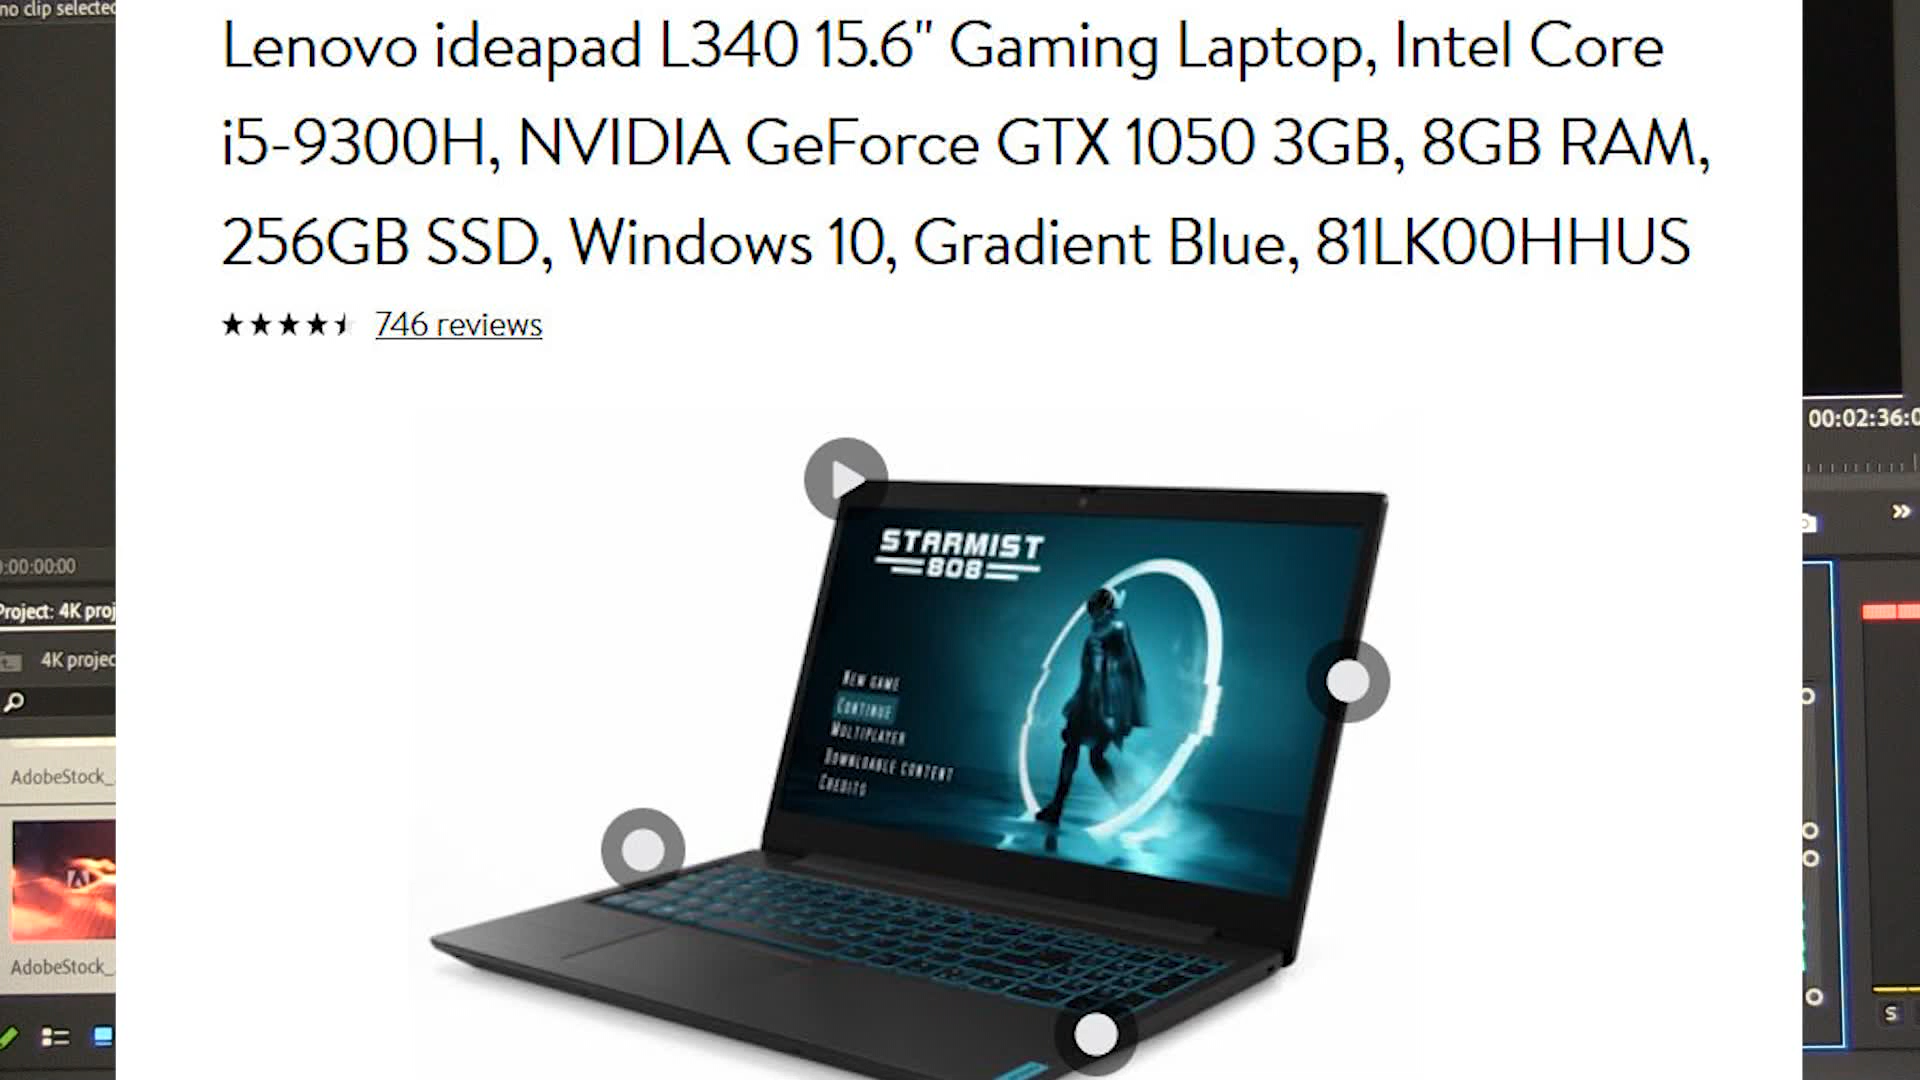 no clip selected
Lenovo ideapad L340 15.6" Gaming Laptop, Intel Core
i5-9300H, NVIDIA GeForce GTX 1050 3GB, 8GB RAM,
256GB SSD, Windows 10, Gradient Blue, 81LK00HHUS
746 reviews
00:02:36:0
STARMIST
808
:00:00:00
Project: 4K proj
4K projec
NEW GAME
CONTINUE
MULTIPLAYER
DOWNLOADABLE CONTENT
CREDITS
AdobeStock_
AdobeStock_
S